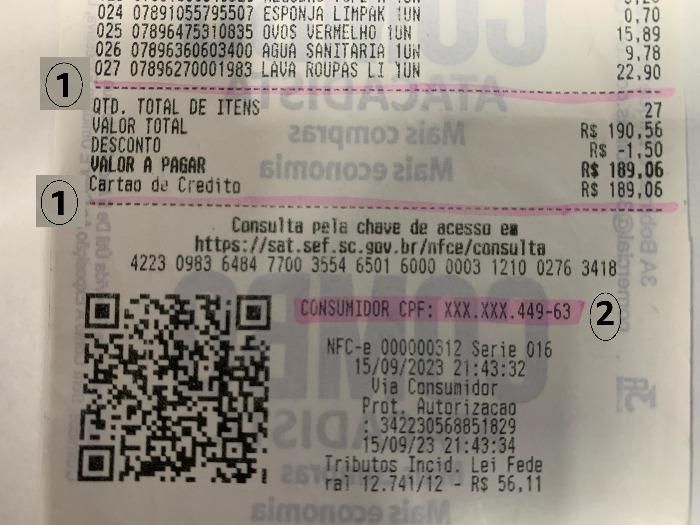 024 07891055795507 ESPONJA LIMPAK 1UN 0,70
025 07896475310835 OVOS VERMELHO 1UN 15,89
026 07896360603400 AGUA SANITARIA 1UN 9,78
027 07896270001983 LAVA ROUPAS LI 1UN 22,90
1
QTD. TOTAL DE ITENS 27
VALOR TOTAL R$ 190,56
DESCONTO R$ -1,50
VALOR A PAGAR R$ 189,06
Cartao de Credito R$ 189,06
1
Consulta pela chave de acesso em
https://sat.sef.sc.gov.br/nfce/consulta
4223 0983 6484 7700 3554 6501 6000 0003 1210 0276 3418
CONSUMIDOR CPF: XXX.XXX.449-63
2
NFC-e 000000312 Serie 016
15/09/2023 21:43:32
Via Consumidor
Prot. Autorizacao
: 342230568851829
15/09/23 21:43:34
Tributos Incid. Lei Fede
ral 12.741/12 - R$ 56,11